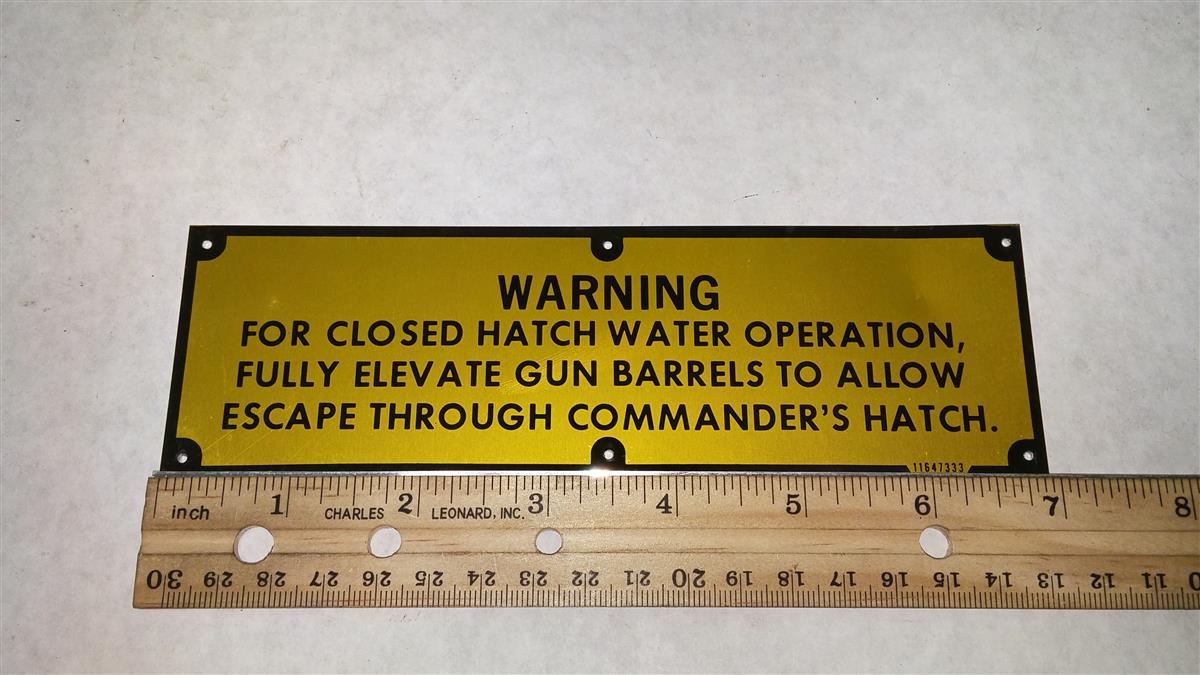 WARNING
FOR CLOSED HATCH WATER OPERATION,
FULLY ELEVATE GUN BARRELS TO ALLOW
ESCAPE THROUGH COMMANDER'S HATCH.
11647333
inch 1 CHARLES 2 LEONARD, INC. 3 4 5 6 7 8
30 29 28 27 26 25 24 23 22 21 20 19 18 17 16 15 14 13 12 11